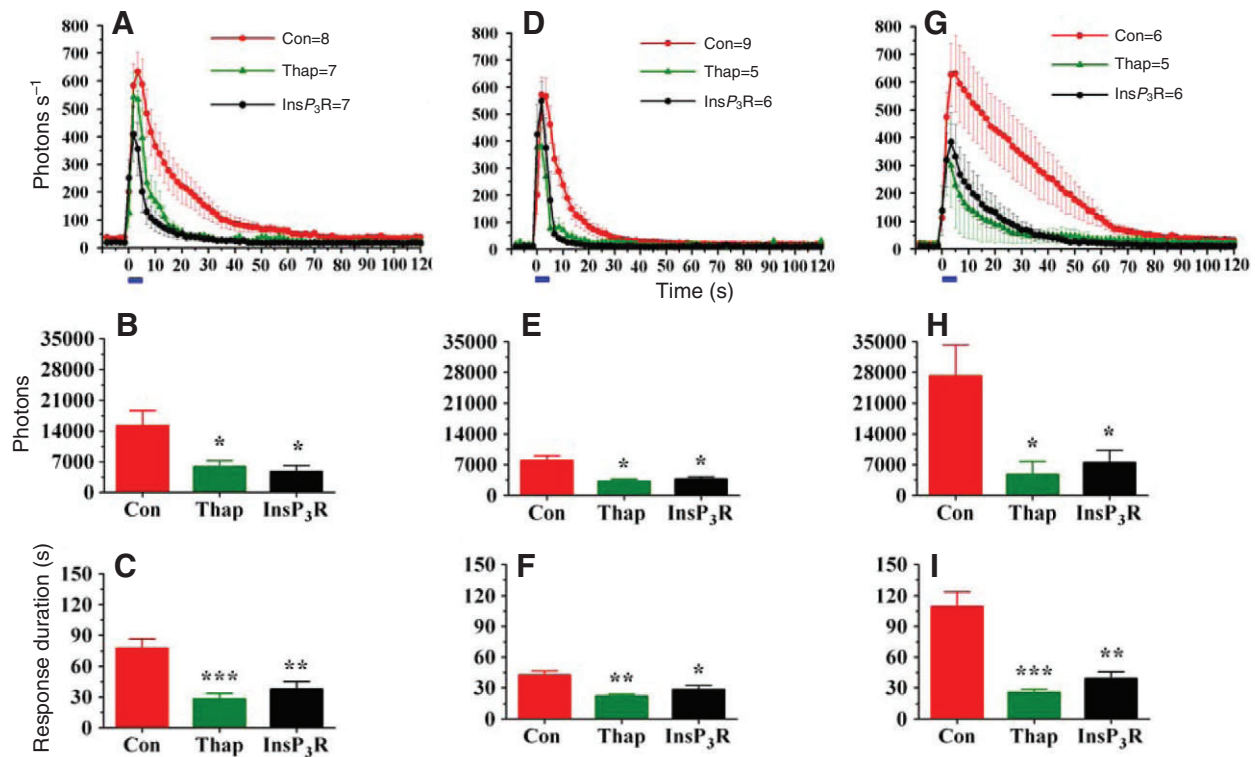 A
Con=8
Thap=7
InsP₃R=7
800
700
600
500
400
300
200
100
0
0 10 20 30 40 50 60 70 80 90 100 120
Photons s⁻¹
D
Con=9
Thap=5
InsP₃R=6
800
700
600
500
400
300
200
100
0
0 10 20 30 40 50 60 70 80 90 100 120
Time (s)
G
Con=6
Thap=5
InsP₃R=6
800
700
600
500
400
300
200
100
0
0 10 20 30 40 50 60 70 80 90 100 120
B
Photons
35000
28000
21000
14000
7000
0
* *
Con Thap InsP₃R
E
35000
28000
21000
14000
7000
0
* *
Con Thap InsP₃R
H
35000
28000
21000
14000
7000
0
* *
Con Thap InsP₃R
C
Response duration (s)
150
120
90
60
30
0
*** **
Con Thap InsP₃R
F
150
120
90
60
30
0
** *
Con Thap InsP₃R
I
150
120
90
60
30
0
*** **
Con Thap InsP₃R